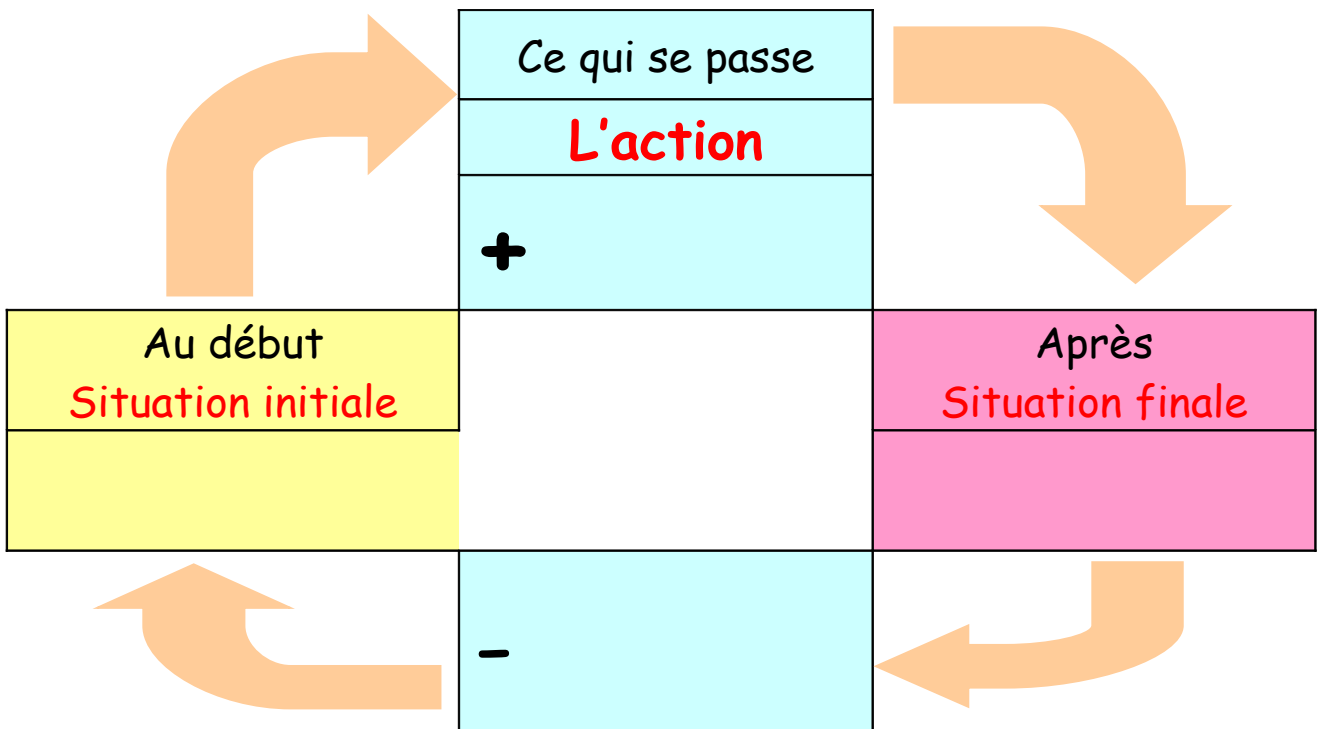 Ce qui se passe
L'action
+
Au début
Situation initiale
Après
Situation finale
-